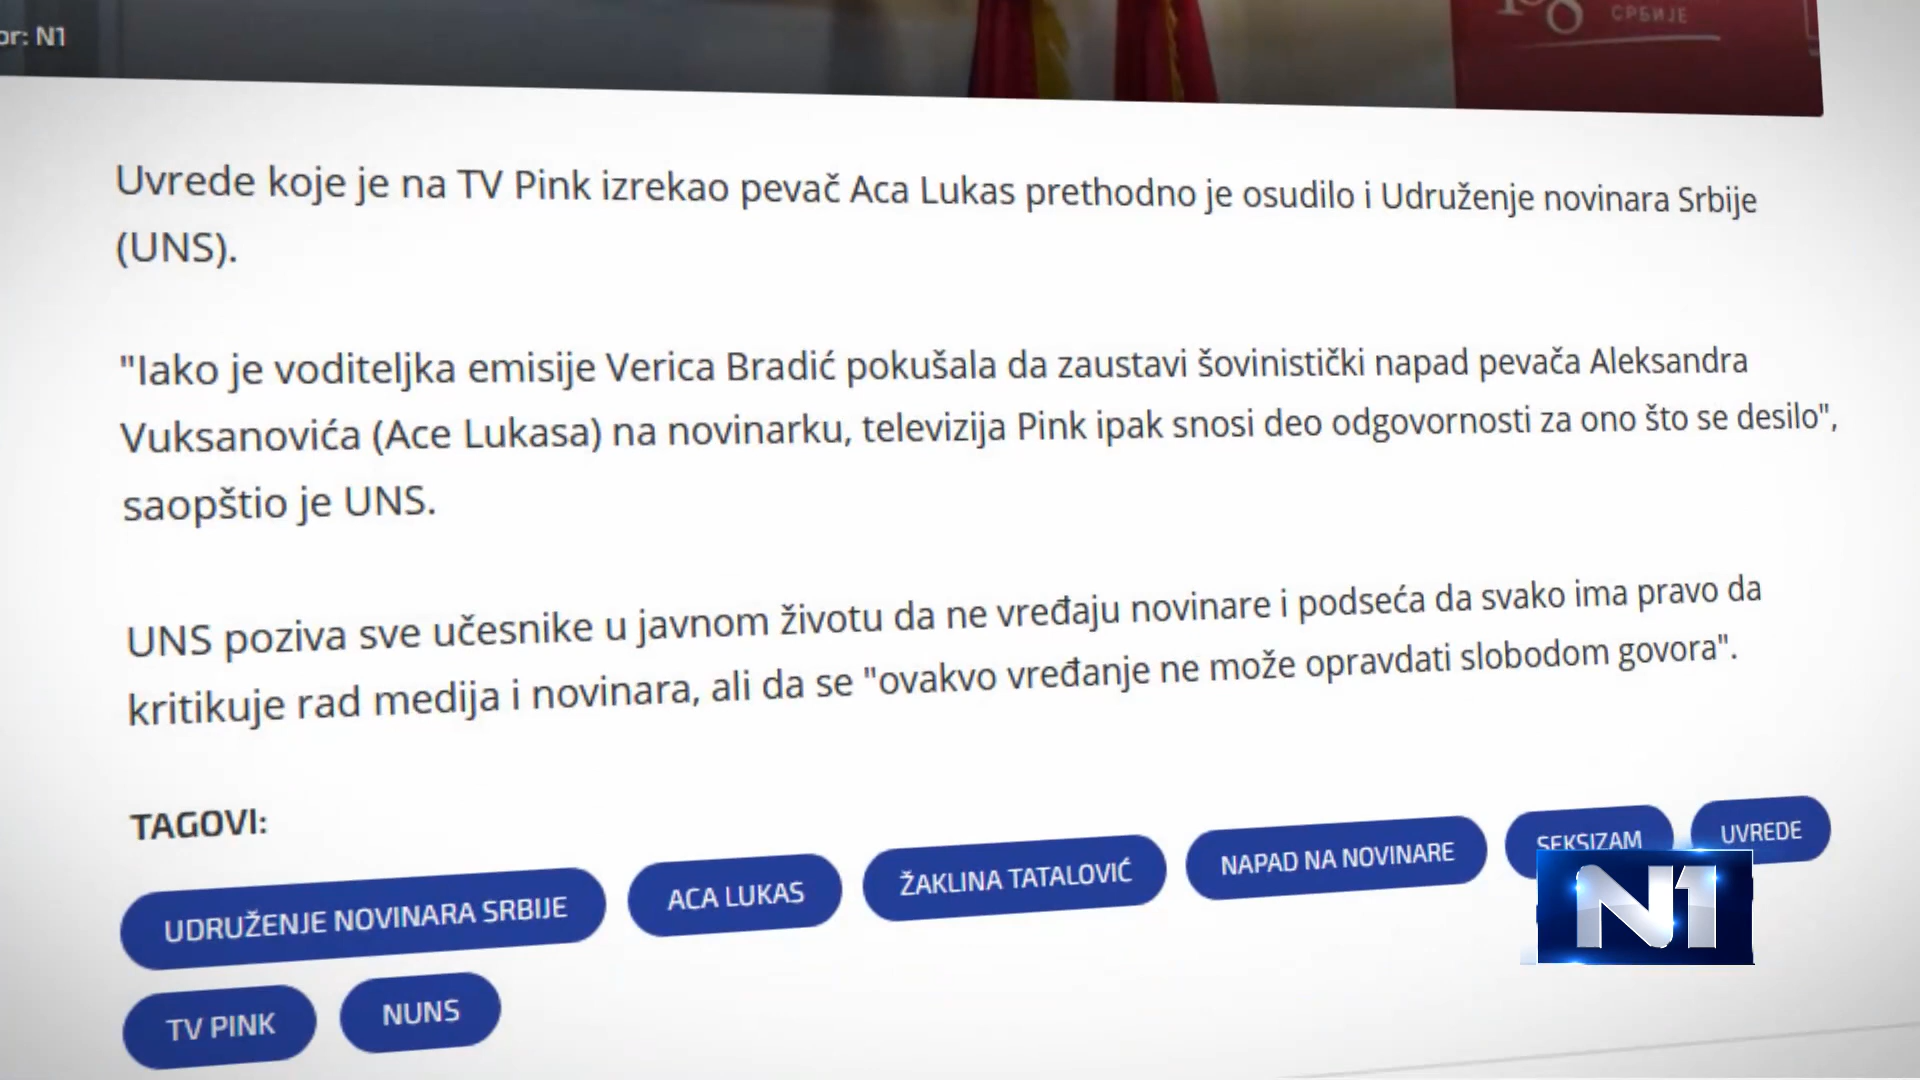 or: N1
СРБИЈЕ
Uvrede koje je na TV Pink izrekao pevač Aca Lukas prethodno je osudilo i Udruženje novinara Srbije
(UNS).
"Iako je voditeljka emisije Verica Bradić pokušala da zaustavi šovinistički napad pevača Aleksandra
Vuksanovića (Ace Lukasa) na novinarku, televizija Pink ipak snosi deo odgovornosti za ono što se desilo",
saopštio je UNS.
UNS poziva sve učesnike u javnom životu da ne vređaju novinare i podseća da svako ima pravo da
kritikuje rad medija i novinara, ali da se "ovakvo vređanje ne može opravdati slobodom govora".
TAGOVI:
UDRUŽENJE NOVINARA SRBIJE ACA LUKAS ŽAKLINA TATALOVIĆ NAPAD NA NOVINARE SEKSIZAM UVREDE
TV PINK NUNS
N1